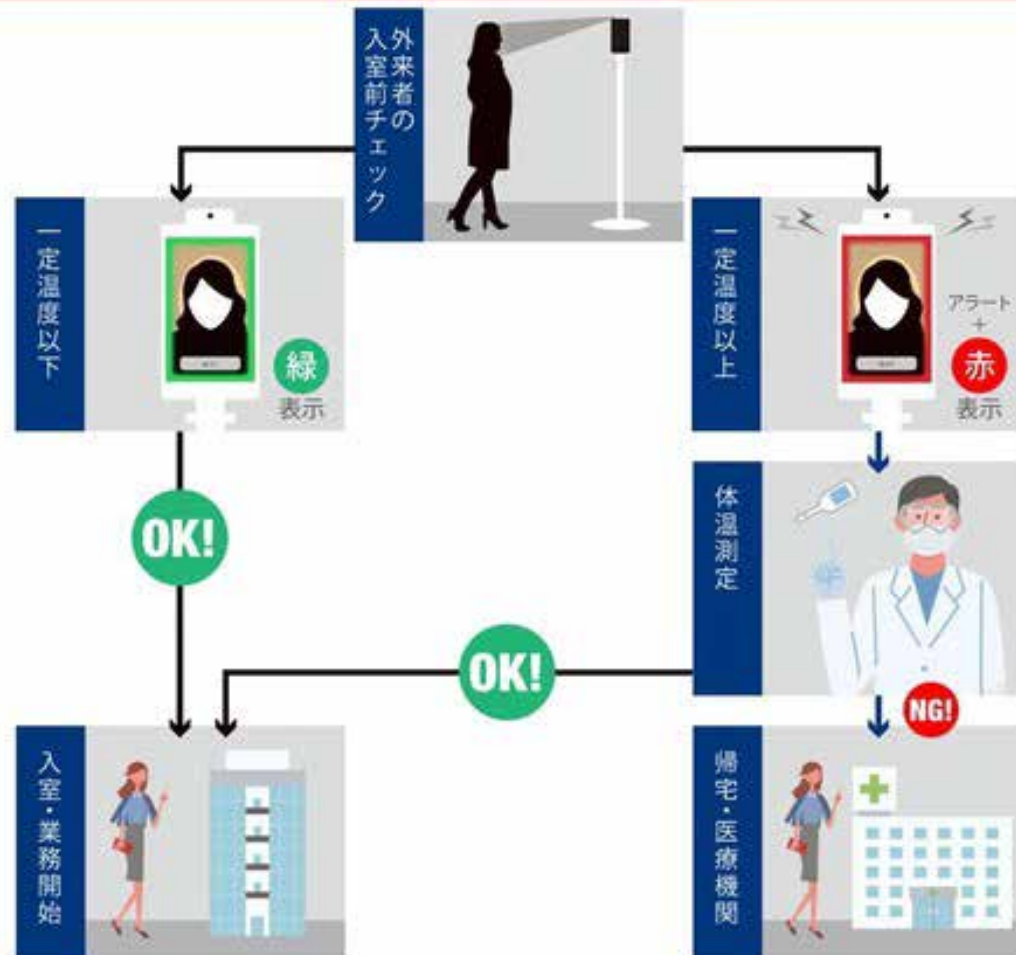 外来者の
入室前チェック
一定温度以下
緑
表示
一定温度以上
アラート
+
赤
表示
OK!
体温測定
OK!
NG!
入室・業務開始
帰宅・医療機関